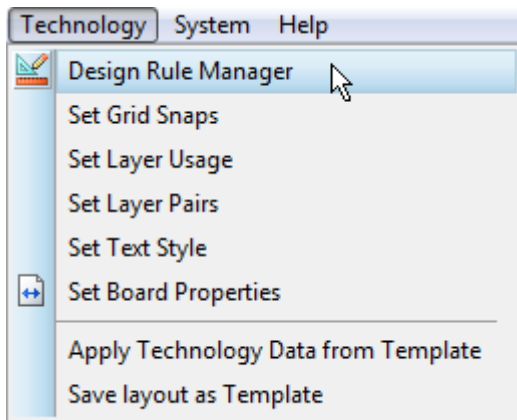 Technology System Help
Design Rule Manager
Set Grid Snaps
Set Layer Usage
Set Layer Pairs
Set Text Style
Set Board Properties
Apply Technology Data from Template
Save layout as Template